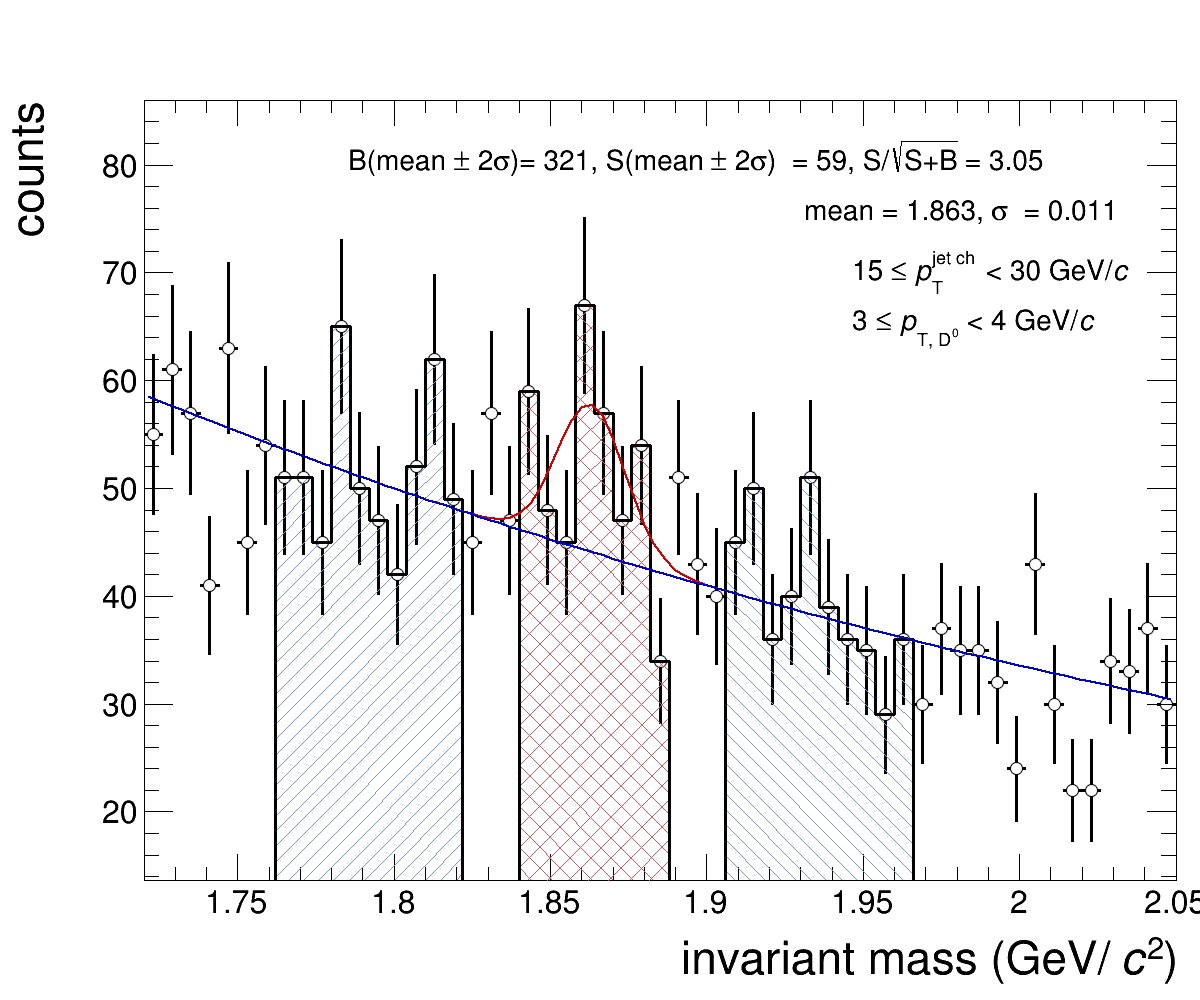 counts
B(mean ± 2σ)= 321, S(mean ± 2σ) = 59, S/√S+B = 3.05
mean = 1.863, σ = 0.011
15 ≤ p_T^jet ch < 30 GeV/c
3 ≤ p_T, D⁰ < 4 GeV/c
80
70
60
50
40
30
20
1.75 1.8 1.85 1.9 1.95 2 2.05
invariant mass (GeV/ c²)